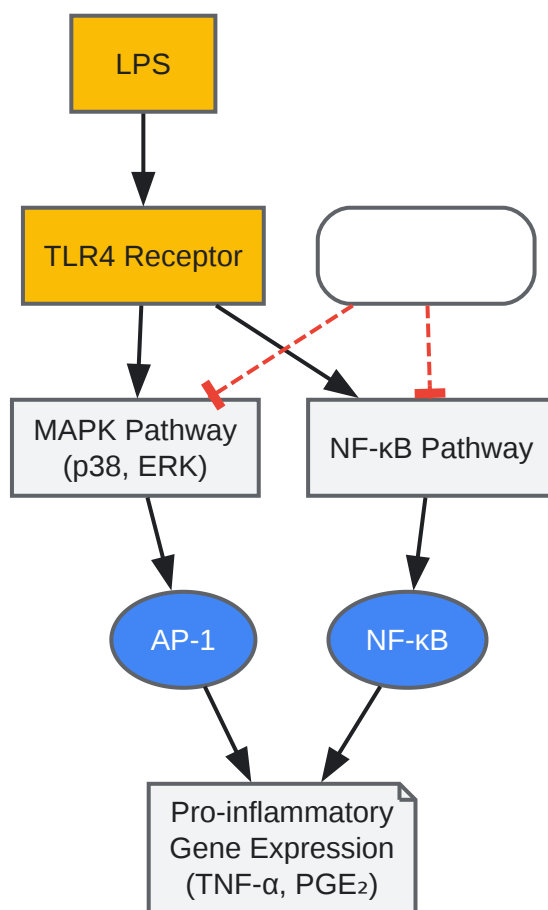 LPS
TLR4 Receptor
MAPK Pathway
(p38, ERK)
NF-κB Pathway
AP-1
NF-κB
Pro-inflammatory
Gene Expression
(TNF-α, PGE₂)